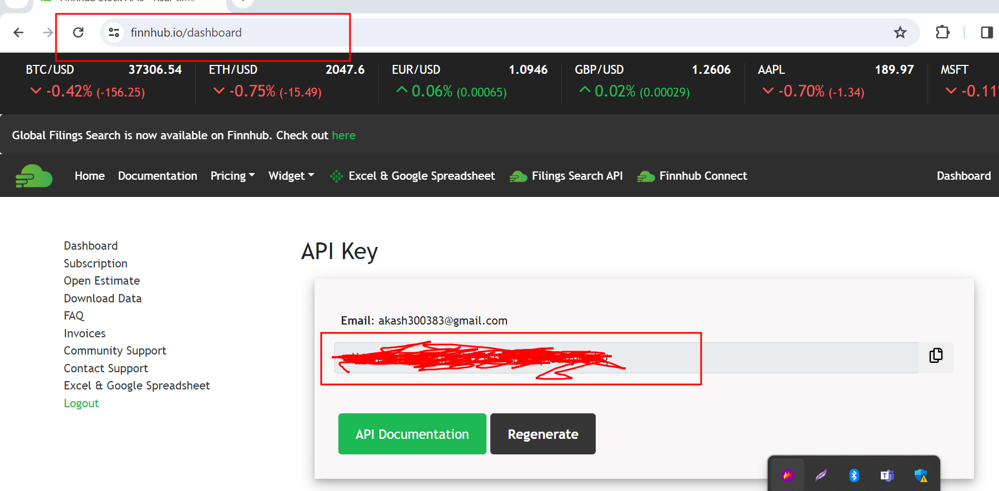 finnhub.io/dashboard
BTC/USD 37306.54 ETH/USD 2047.6 EUR/USD 1.0946 GBP/USD 1.2606 AAPL 189.97 MSFT
-0.42% (-156.25) -0.75% (-15.49) 0.06% (0.00065) 0.02% (0.00029) -0.70% (-1.34) -0.11
Global Filings Search is now available on Finnhub. Check out here
Home Documentation Pricing Widget Excel & Google Spreadsheet Filings Search API Finnhub Connect Dashboard
Dashboard
Subscription
Open Estimate
Download Data
FAQ
Invoices
Community Support
Contact Support
Excel & Google Spreadsheet
Logout
API Key
Email: akash300383@gmail.com
API Documentation Regenerate